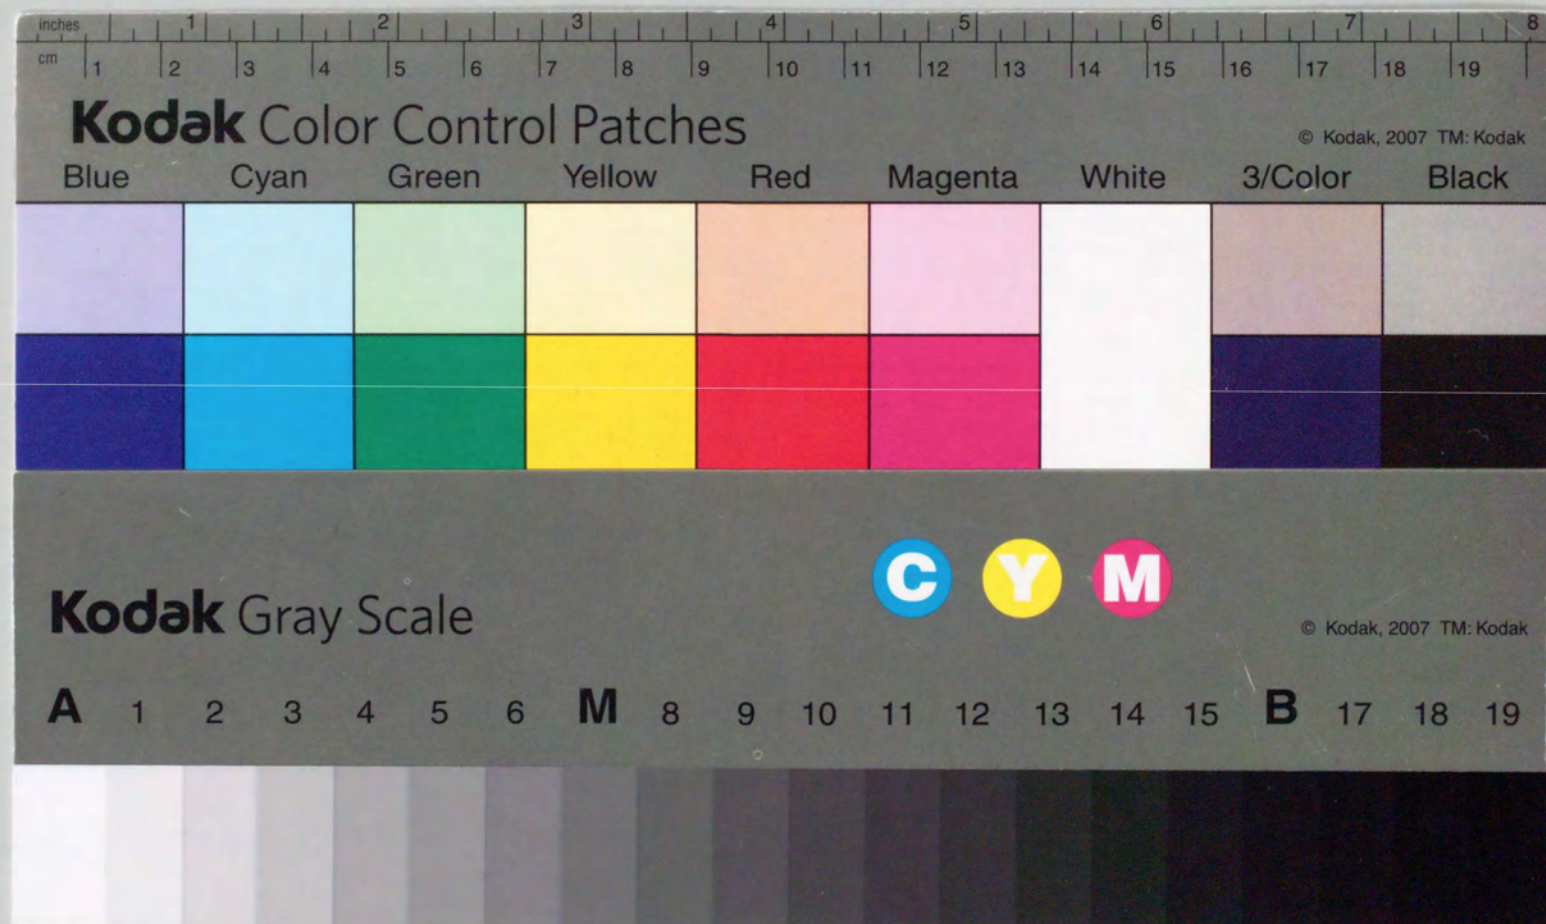 inches 1 2 3 4 5 6 7 8
cm 1 2 3 4 5 6 7 8 9 10 11 12 13 14 15 16 17 18 19
Kodak Color Control Patches
© Kodak, 2007 TM: Kodak
Blue Cyan Green Yellow Red Magenta White 3/Color Black
C Y M
Kodak Gray Scale
© Kodak, 2007 TM: Kodak
A 1 2 3 4 5 6 M 8 9 10 11 12 13 14 15 B 17 18 19